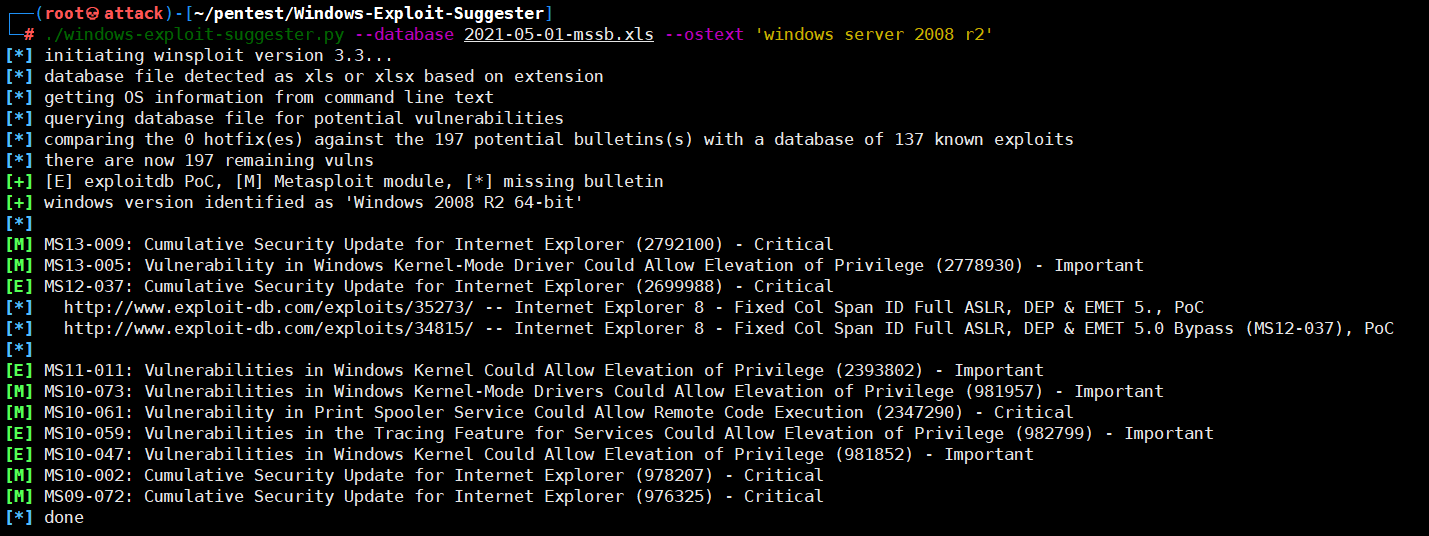 ┌──(root㉿attack)-[~/pentest/Windows-Exploit-Suggester]
└─# ./windows-exploit-suggester.py --database 2021-05-01-mssb.xls --ostext 'windows server 2008 r2'
[*] initiating winsploit version 3.3...
[*] database file detected as xls or xlsx based on extension
[*] getting OS information from command line text
[*] querying database file for potential vulnerabilities
[*] comparing the 0 hotfix(es) against the 197 potential bulletins(s) with a database of 137 known exploits
[*] there are now 197 remaining vulns
[+] [E] exploitdb PoC, [M] Metasploit module, [*] missing bulletin
[+] windows version identified as 'Windows 2008 R2 64-bit'
[*]
[M] MS13-009: Cumulative Security Update for Internet Explorer (2792100) - Critical
[M] MS13-005: Vulnerability in Windows Kernel-Mode Driver Could Allow Elevation of Privilege (2778930) - Important
[E] MS12-037: Cumulative Security Update for Internet Explorer (2699988) - Critical
[*]   http://www.exploit-db.com/exploits/35273/ -- Internet Explorer 8 - Fixed Col Span ID Full ASLR, DEP & EMET 5., PoC
[*]   http://www.exploit-db.com/exploits/34815/ -- Internet Explorer 8 - Fixed Col Span ID Full ASLR, DEP & EMET 5.0 Bypass (MS12-037), PoC
[*]
[E] MS11-011: Vulnerabilities in Windows Kernel Could Allow Elevation of Privilege (2393802) - Important
[M] MS10-073: Vulnerabilities in Windows Kernel-Mode Drivers Could Allow Elevation of Privilege (981957) - Important
[M] MS10-061: Vulnerability in Print Spooler Service Could Allow Remote Code Execution (2347290) - Critical
[E] MS10-059: Vulnerabilities in the Tracing Feature for Services Could Allow Elevation of Privilege (982799) - Important
[E] MS10-047: Vulnerabilities in Windows Kernel Could Allow Elevation of Privilege (981852) - Important
[M] MS10-002: Cumulative Security Update for Internet Explorer (978207) - Critical
[M] MS09-072: Cumulative Security Update for Internet Explorer (976325) - Critical
[*] done